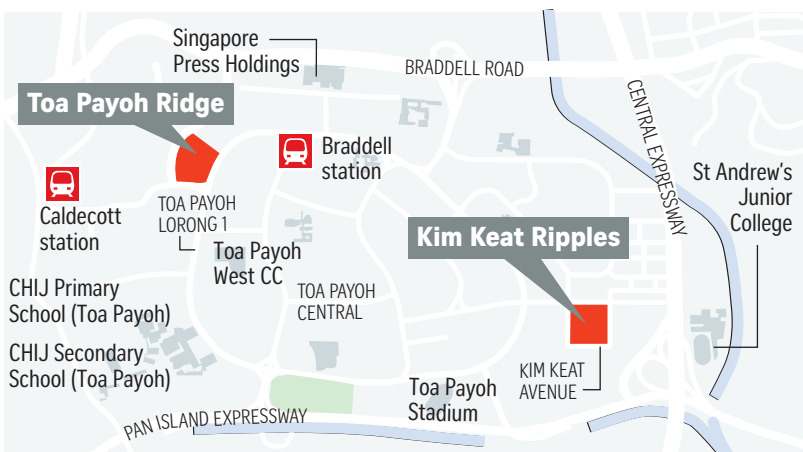 Singapore
Press Holdings
BRADDELL ROAD
Toa Payoh Ridge
CENTRAL EXPRESSWAY
Braddell
station
St Andrew's
Junior
College
Caldecott
station
TOA PAYOH
LORONG 1
Toa Payoh
West CC
Kim Keat Ripples
CHIJ Primary
School (Toa Payoh)
TOA PAYOH
CENTRAL
CHIJ Secondary
School (Toa Payoh)
KIM KEAT
AVENUE
Toa Payoh
Stadium
PAN ISLAND EXPRESSWAY